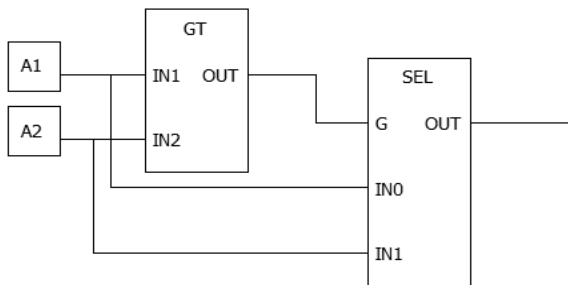 GT
A1
IN1 OUT
SEL
A2
IN2
G OUT
IN0
IN1